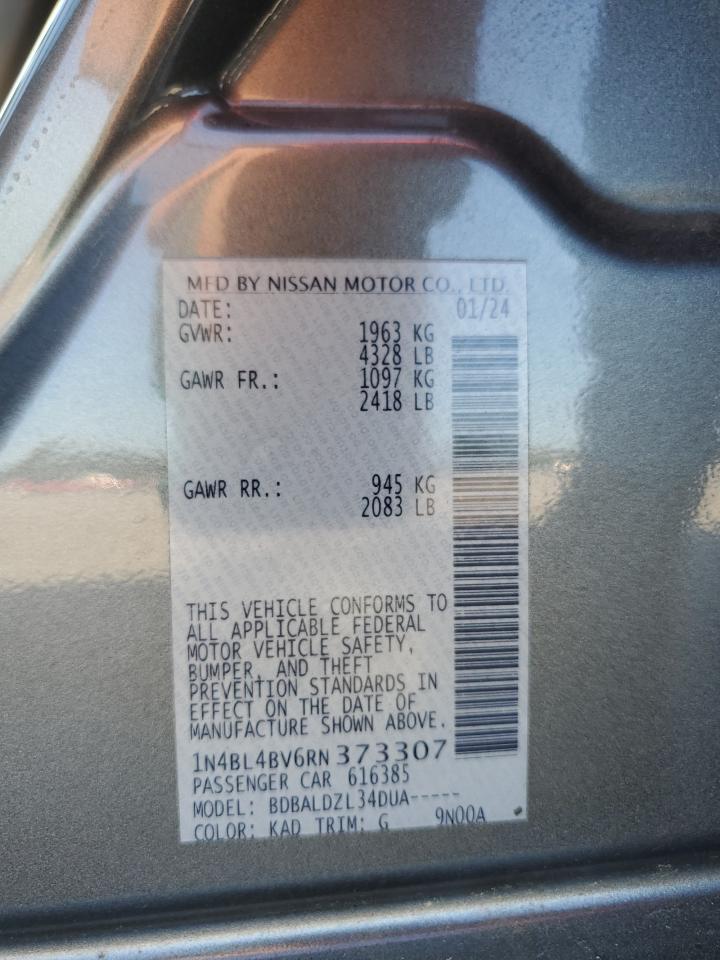 MFD BY NISSAN MOTOR CO., LTD.
DATE: 01/24
GVWR: 1963 KG
4328 LB
GAWR FR.: 1097 KG
2418 LB
GAWR RR.: 945 KG
2083 LB
THIS VEHICLE CONFORMS TO
ALL APPLICABLE FEDERAL
MOTOR VEHICLE SAFETY,
BUMPER, AND THEFT
PREVENTION STANDARDS IN
EFFECT ON THE DATE OF
MANUFACTURE SHOWN ABOVE.
1N4BL4BV6RN373307
PASSENGER CAR 616385
MODEL: BDBALDZL34DUA-----
COLOR: KAD TRIM: G 9N00A